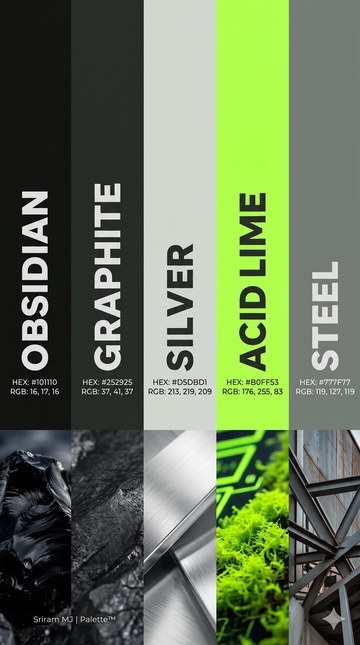 OBSIDIAN
HEX: #101110
RGB: 16, 17, 16
GRAPHITE
HEX: #252925
RGB: 37, 41, 37
SILVER
HEX: #D5DBD1
RGB: 213, 219, 209
ACID LIME
HEX: #B0FF53
RGB: 176, 255, 83
STEEL
HEX: #777F77
RGB: 119, 127, 119
Sriram MJ | Palette™